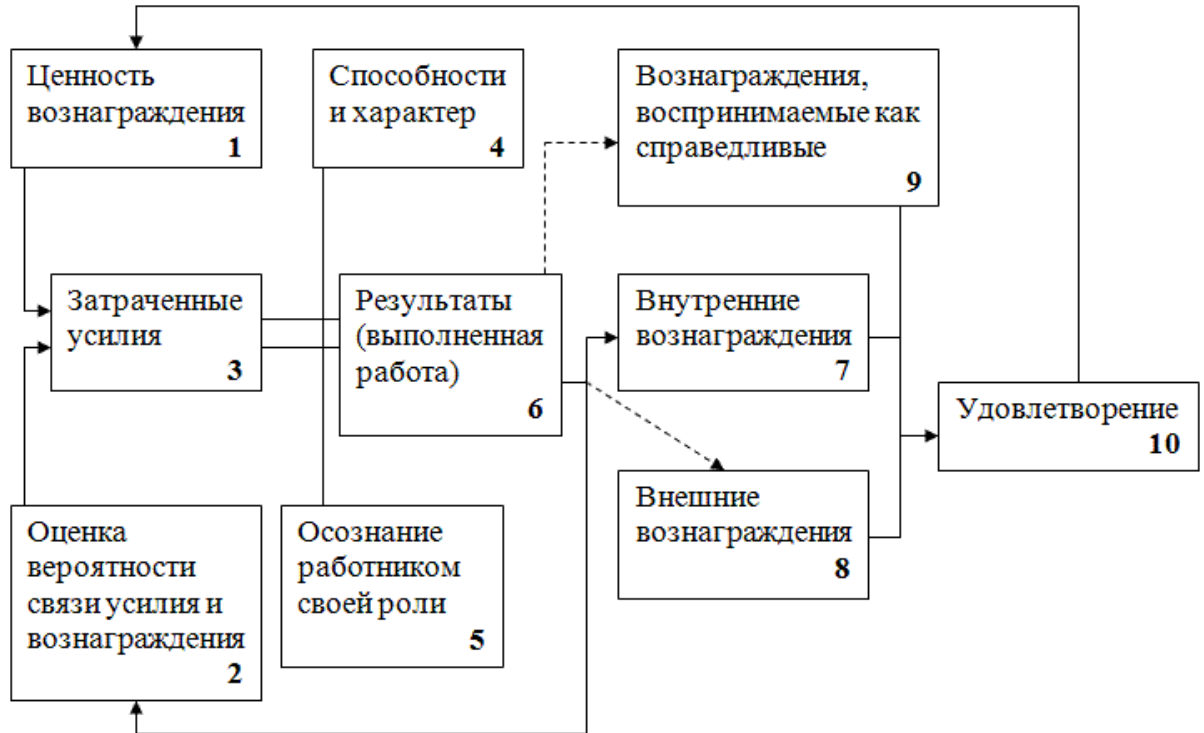 Ценность
вознаграждения
1
Способности
и характер
4
Вознаграждения,
воспринимаемые как
справедливые
9
Затраченные
усилия
3
Результаты
(выполненная
работа)
6
Внутренние
вознаграждения
7
Удовлетворение
10
Оценка
вероятности
связи усилия и
вознаграждения
2
Осознание
работником
своей роли
5
Внешние
вознаграждения
8